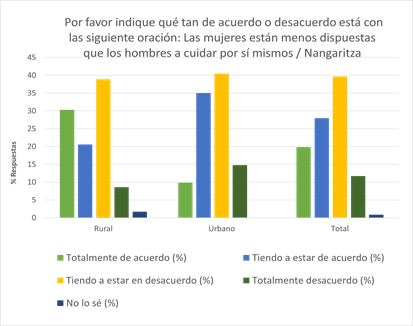 Por favor indique qué tan de acuerdo o desacuerdo está con
las siguiente oración: Las mujeres están menos dispuestas
que los hombres a cuidar por sí mismos / Nangaritza
45
40
35
30
25
20
15
10
5
0
% Respuestas
Rural Urbano Total
Totalmente de acuerdo (%) Tiendo a estar de acuerdo (%)
Tiendo a estar en desacuerdo (%) Totalmente desacuerdo (%)
No lo sé (%)